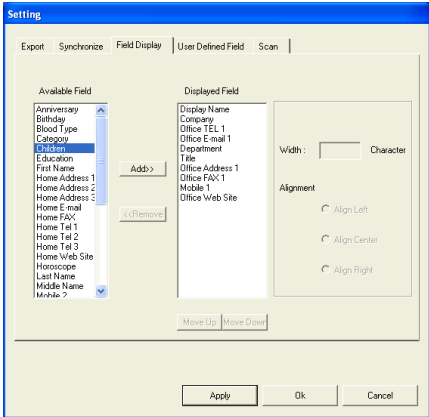 Setting
Export Synchronize Field Display User Defined Field Scan
Available Field
Anniversary
Birthday
Blood Type
Category
Children
Education
First Name
Home Address 1
Home Address 2
Home Address 3
Home E-mail
Home FAX
Home Tel 1
Home Tel 2
Home Tel 3
Home Web Site
Horoscope
Last Name
Middle Name
Mobile 2
Add>>
<<Remove
Displayed Field
Display Name
Company
Office TEL 1
Office E-mail 1
Department
Title
Office Address 1
Office FAX 1
Mobile 1
Office Web Site
Move Up Move Down
Width : Character
Alignment
Align Left
Align Center
Align Right
Apply Ok Cancel